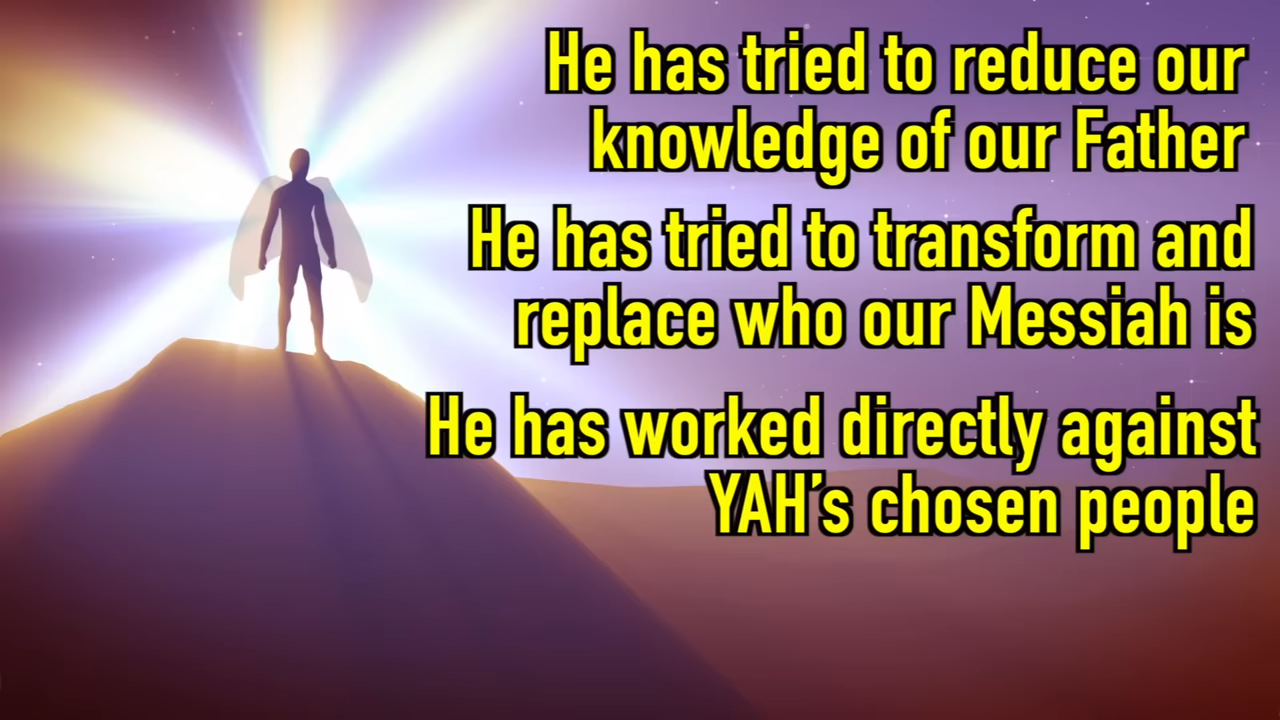 He has tried to reduce our
knowledge of our Father
He has tried to transform and
replace who our Messiah is
He has worked directly against
YAH's chosen people